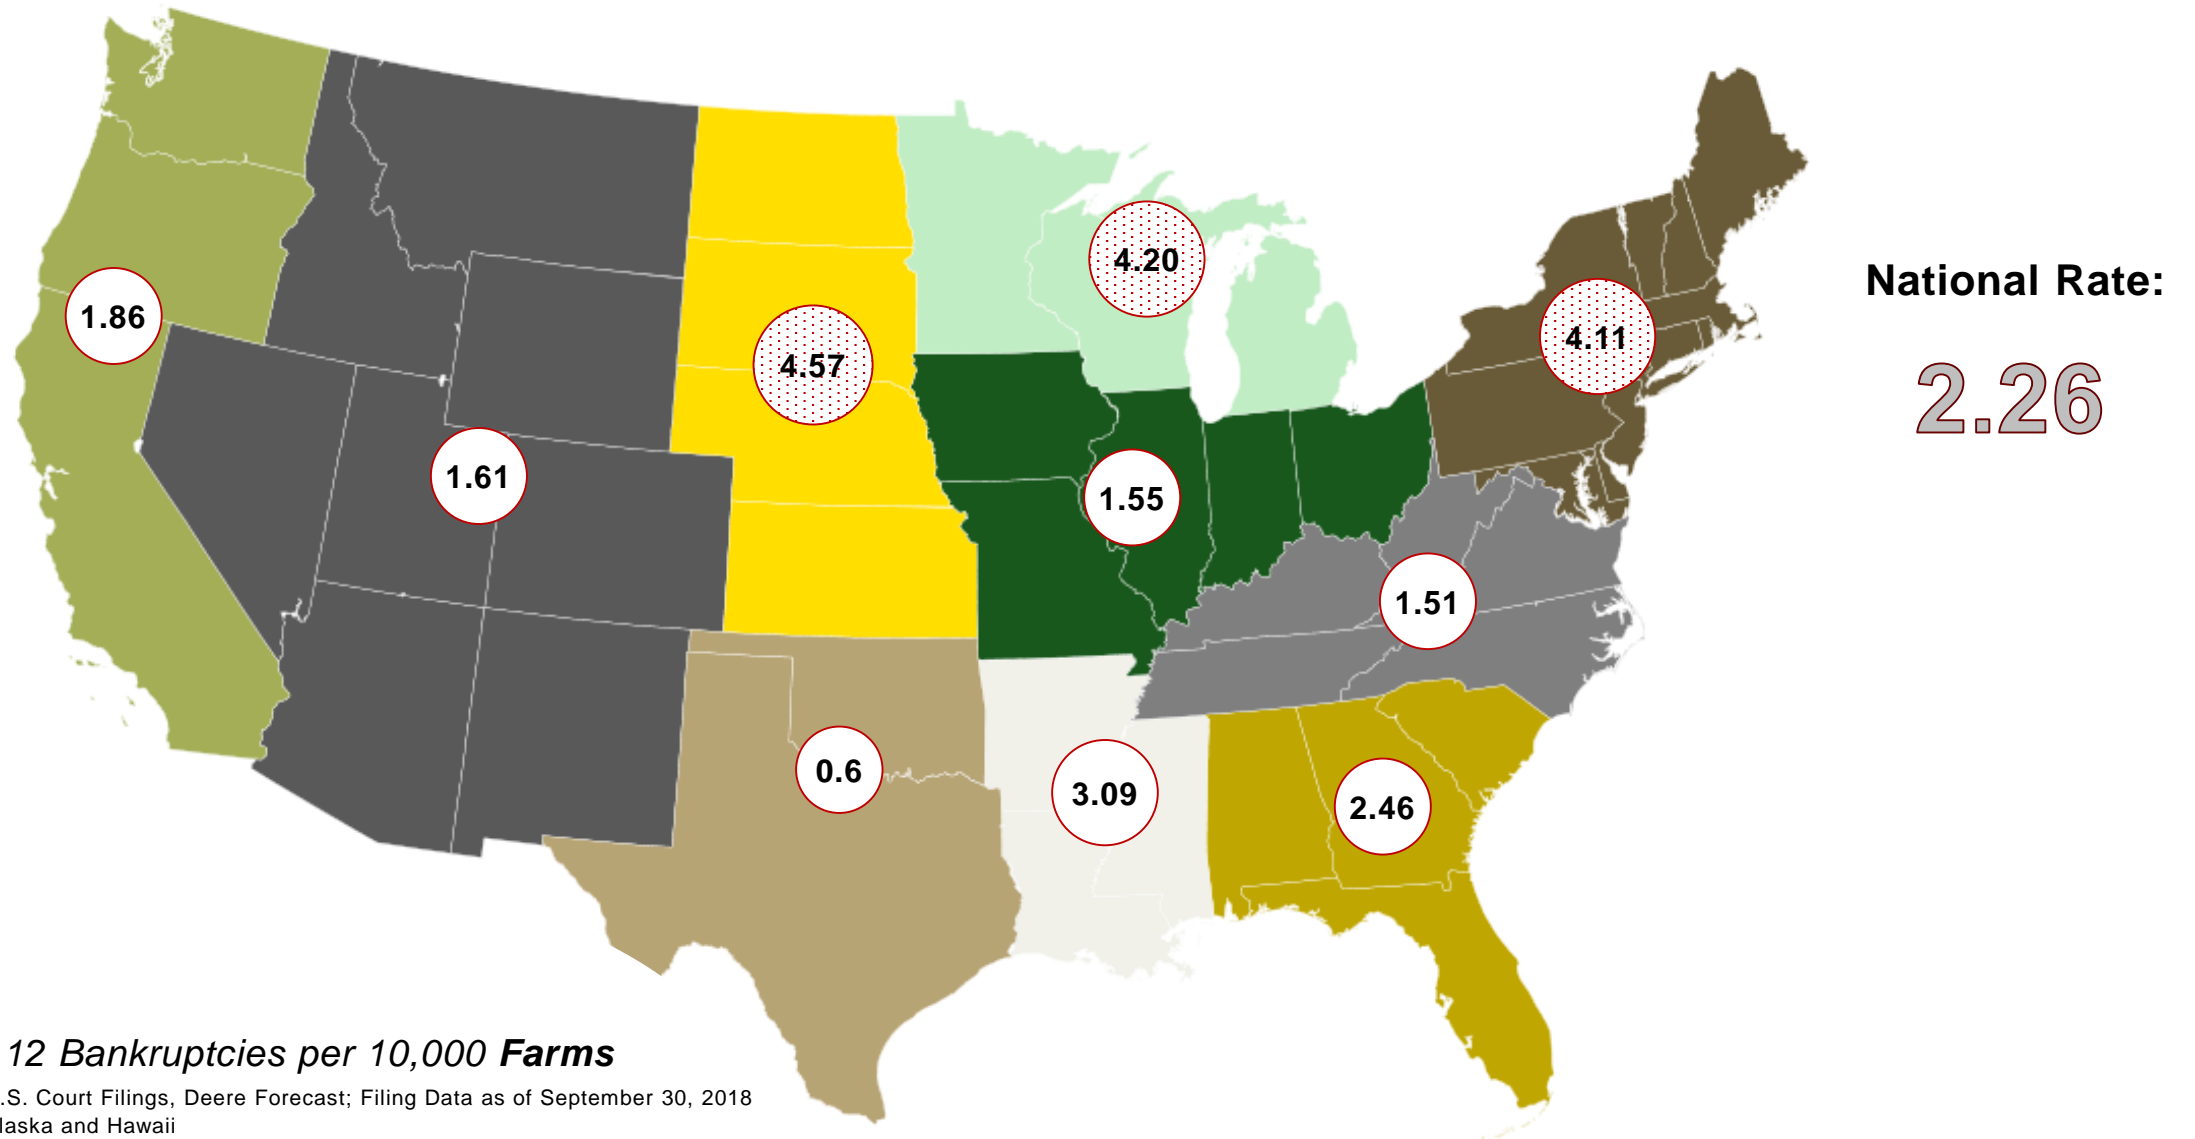 4.20
National Rate:
1.86
4.11
4.57
2.26
1.61
1.55
1.51
0.6
3.09
2.46
12 Bankruptcies per 10,000 Farms
.S. Court Filings, Deere Forecast; Filing Data as of September 30, 2018
laska and Hawaii